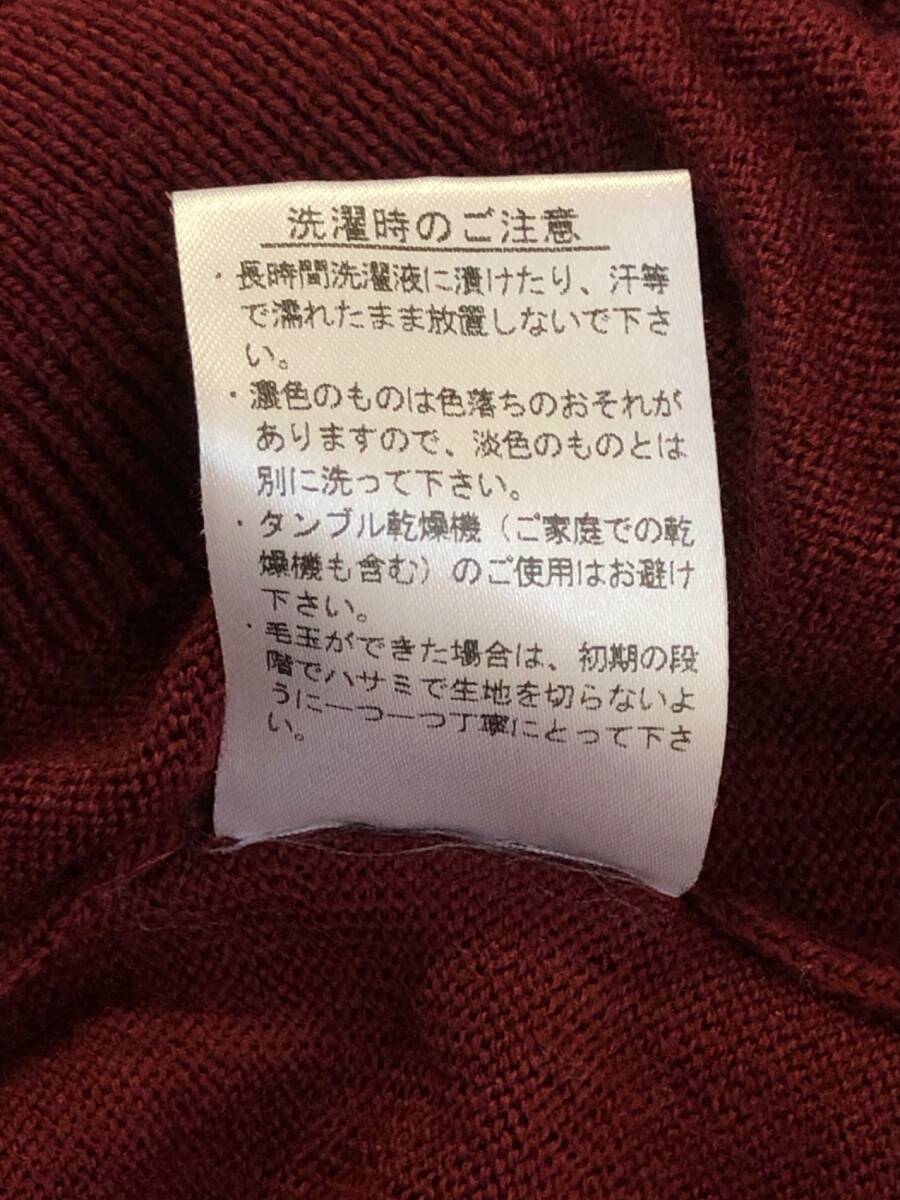 洗濯時のご注意
・長時間洗濯液に漬けたり、汗等
で濡れたまま放置しないで下さ
い。
・濃色のものは色落ちのおそれが
ありますので、淡色のものとは
別に洗って下さい。
・タンブル乾燥機（ご家庭での乾
燥機も含む）のご使用はお避け
下さい。
・毛玉ができた場合は、初期の段
階でハサミで生地を切らないよ
うに一つ一つ丁寧にとって下さ
い。